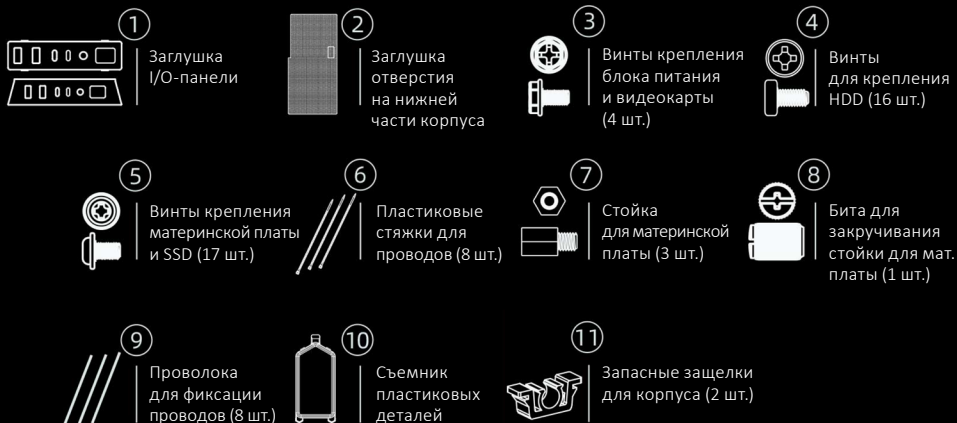 1
Заглушка
I/O-панели
2
Заглушка
отверстия
на нижней
части корпуса
3
Винты крепления
блока питания
и видеокарты
(4 шт.)
4
Винты
для крепления
HDD (16 шт.)
5
Винты крепления
материнской платы
и SSD (17 шт.)
6
Пластиковые
стяжки для
проводов (8 шт.)
7
Стойка
для материнской
платы (3 шт.)
8
Бита для
закручивания
стойки для мат.
платы (1 шт.)
9
Проволока
для фиксации
проводов (8 шт.)
10
Съемник
пластиковых
деталей
11
Запасные защелки
для корпуса (2 шт.)